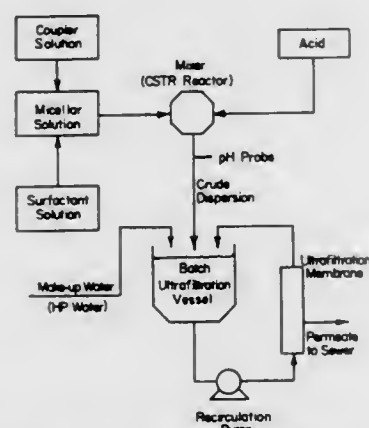 Coupler
Solution
Acid
Mixer
(CSTR Reactor)
Micellar
Solution
pH Probe
Surfactant
Solution
Crude
Dispersion
Make-up Water
(HP Water)
Batch
Ultrafiltration
Vessel
Ultrafiltration
Membrane
Permeate
to Sewer
Recirculation